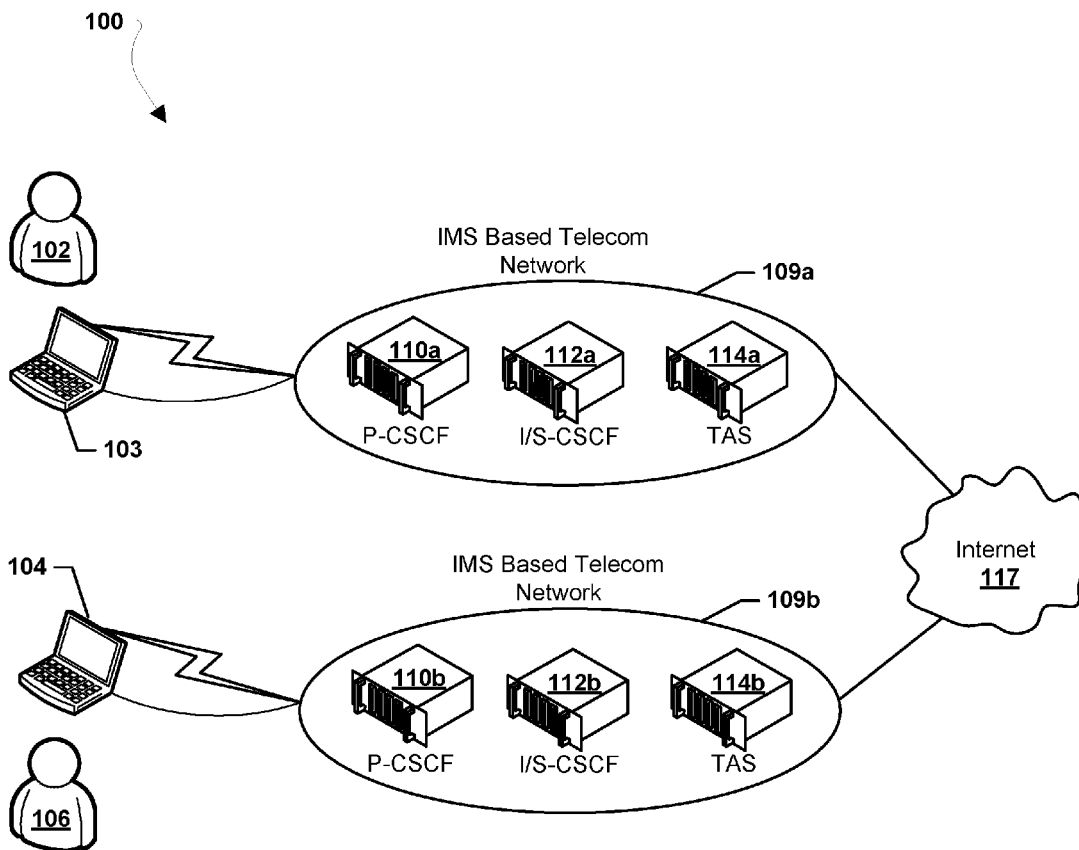 100
102
IMS Based Telecom
Network
109a
110a
112a
114a
P-CSCF
I/S-CSCF
TAS
103
Internet
117
104
IMS Based Telecom
Network
109b
110b
112b
114b
P-CSCF
I/S-CSCF
TAS
106